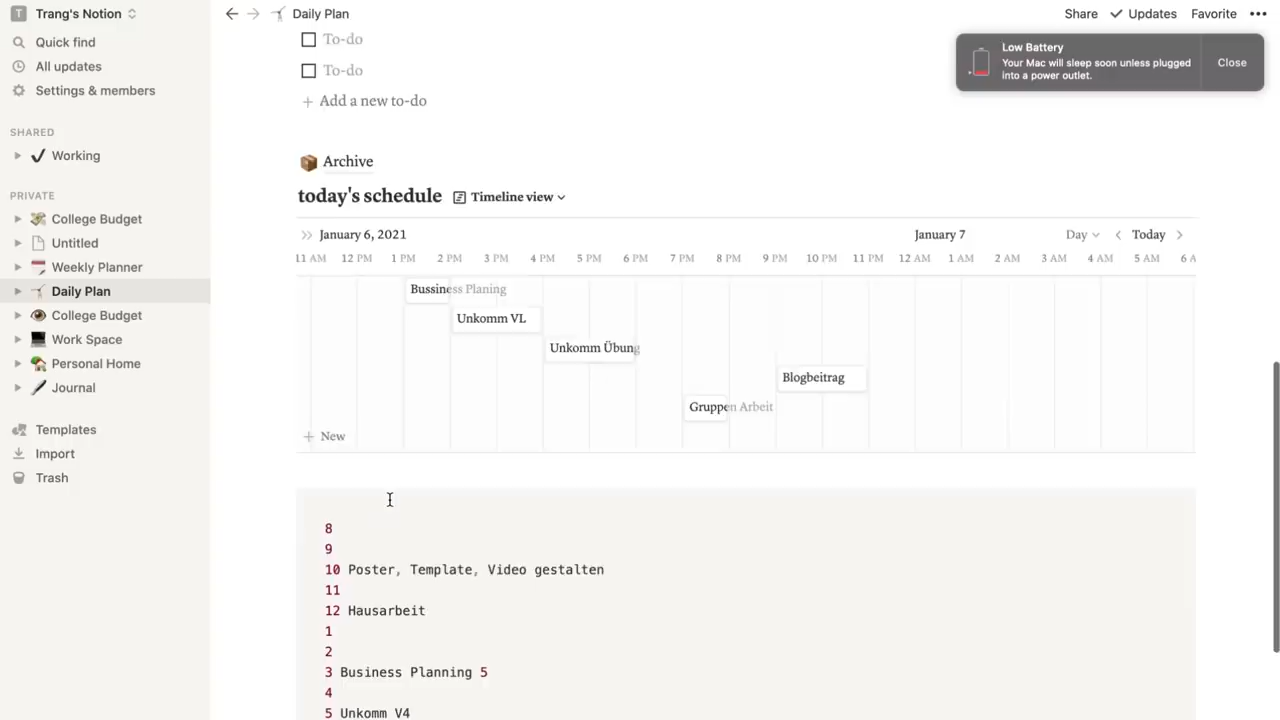 T Trang's Notion
Quick find
All updates
Settings & members
SHARED
Working
PRIVATE
College Budget
Untitled
Weekly Planner
Daily Plan
College Budget
Work Space
Personal Home
Journal
Templates
Import
Trash
Daily Plan
Share Updates Favorite •••
Low Battery
Your Mac will sleep soon unless plugged
into a power outlet.
Close
To-do
To-do
+ Add a new to-do
Archive
today's schedule Timeline view
January 6, 2021 January 7 Day Today
11 AM 12 PM 1 PM 2 PM 3 PM 4 PM 5 PM 6 PM 7 PM 8 PM 9 PM 10 PM 11 PM 12 AM 1 AM 2 AM 3 AM 4 AM 5 AM 6 A
Bussiness Planing
Unkomm VL
Unkomm Übung
Blogbeitrag
Gruppen Arbeit
+ New
8
9
10 Poster, Template, Video gestalten
11
12 Hausarbeit
1
2
3 Business Planning 5
4
5 Unkomm V4